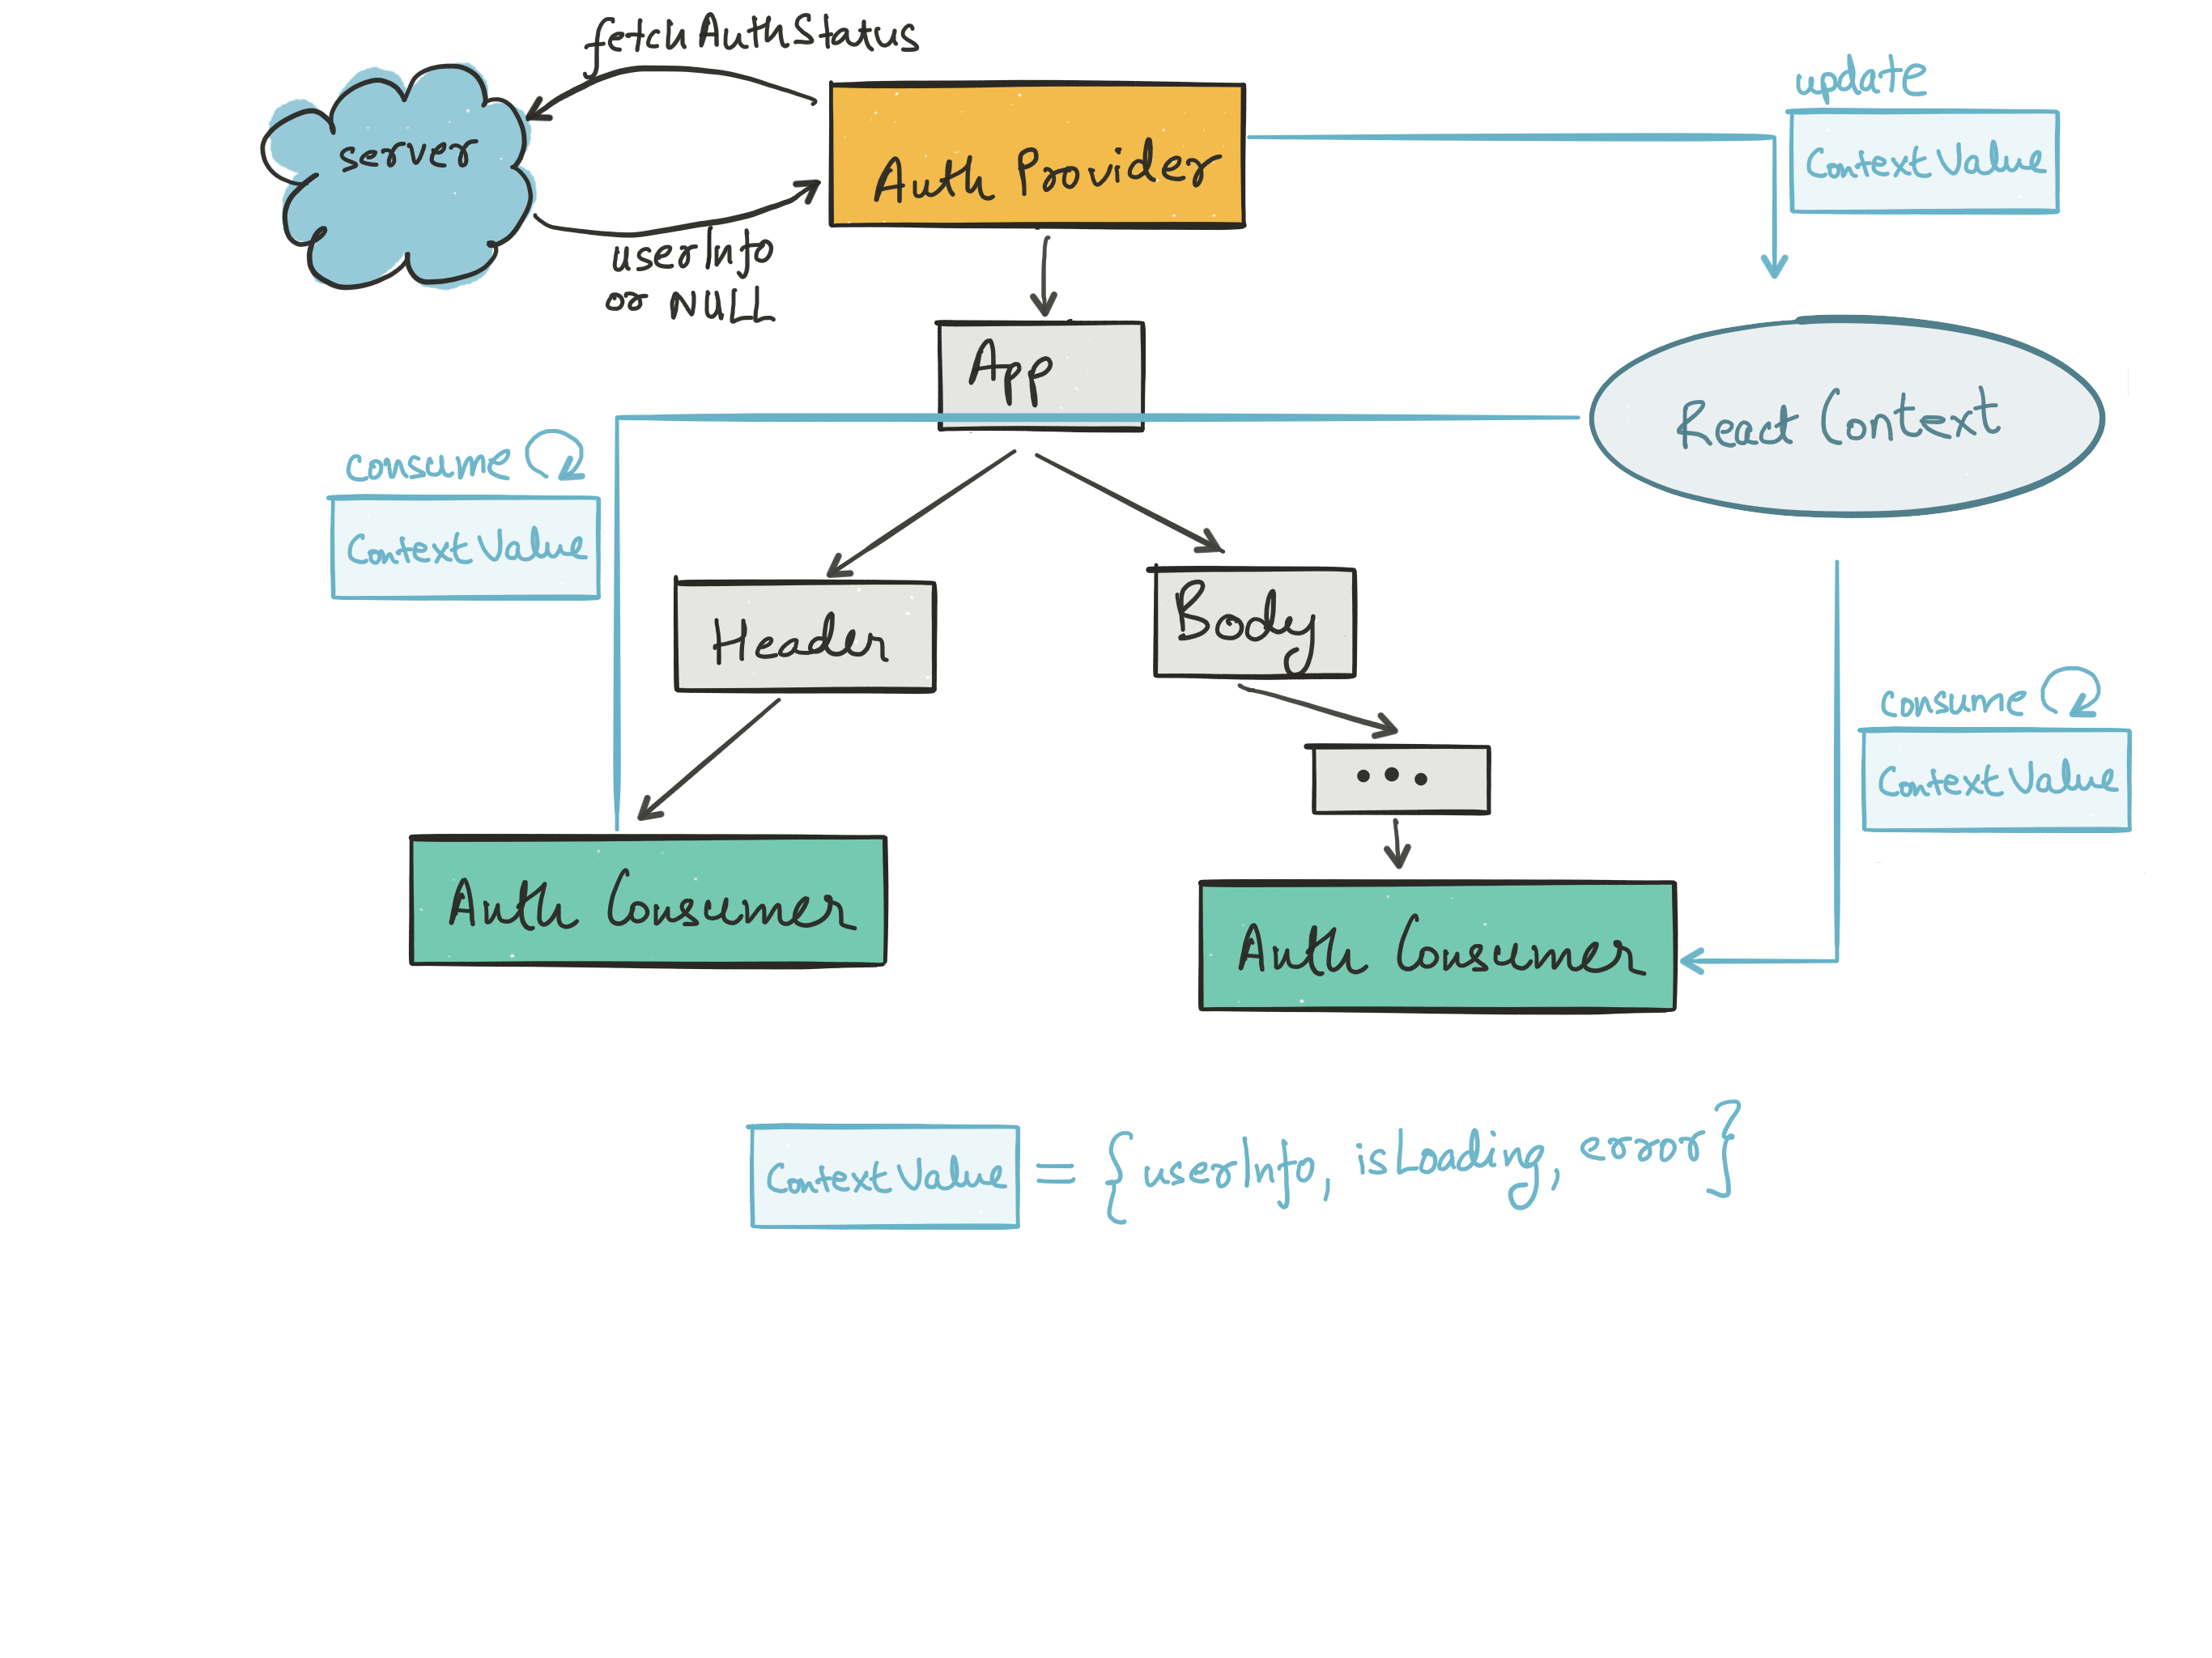 fetchAuthStatus
server
Auth Provider
userInfo
or NULL
update
Context Value
App
React Context
consume
Context Value
Header
Body
...
consume
Context Value
Auth Consumer
Auth Consumer
Context Value = {userInfo, isLoading, error}